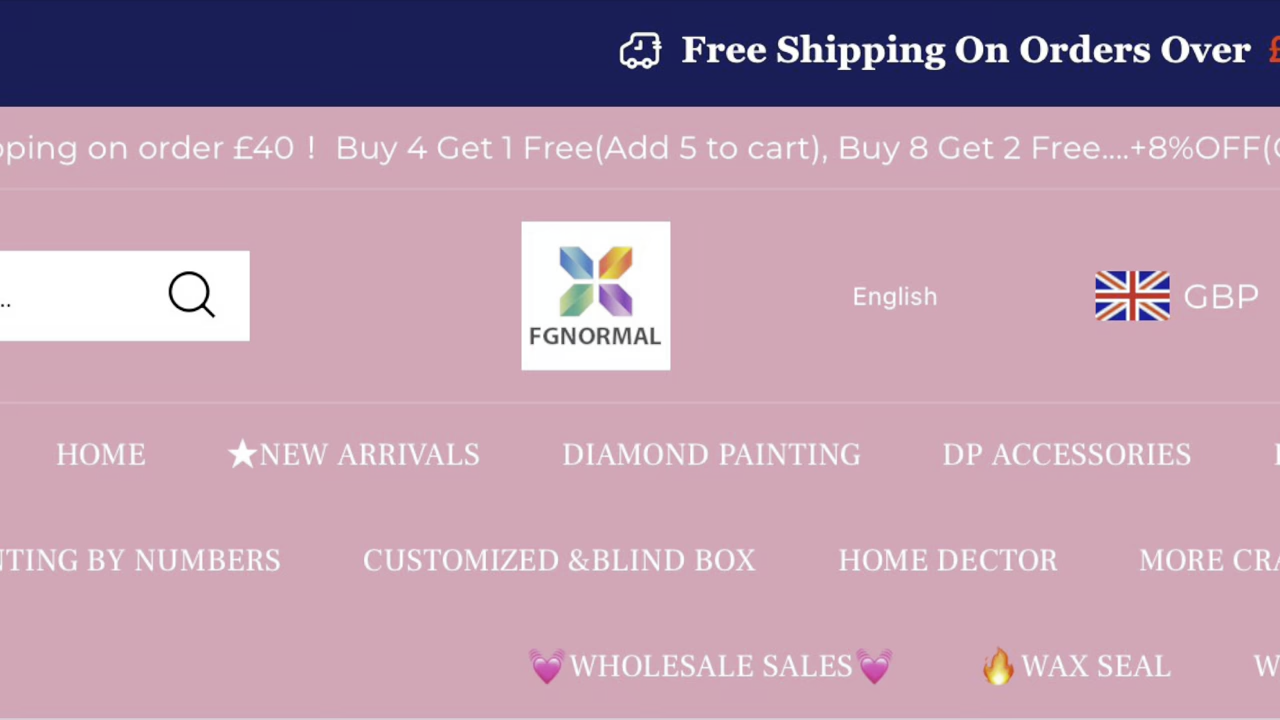 Free Shipping On Orders Over £
pping on order £40！ Buy 4 Get 1 Free(Add 5 to cart), Buy 8 Get 2 Free....+8%OFF(
..
FGNORMAL
English
GBP
HOME ★NEW ARRIVALS DIAMOND PAINTING DP ACCESSORIES
NTING BY NUMBERS CUSTOMIZED &BLIND BOX HOME DECTOR MORE CRA
💓WHOLESALE SALES💓 🔥WAX SEAL W